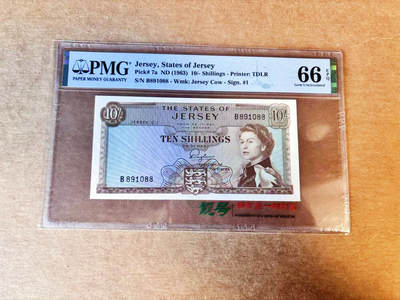 PMG
PAPER MONEY GUARANTY
Jersey, States of Jersey
Pick# 7a ND (1963) 10/- Shillings - Printer: TDLR
S/N B891088 - Wmk: Jersey Cow - Sign. #1
66 EPQ
Gem Uncirculated
10/-
THE STATES OF
JERSEY
10/-
B 891088
TEN SHILLINGS
B 891088